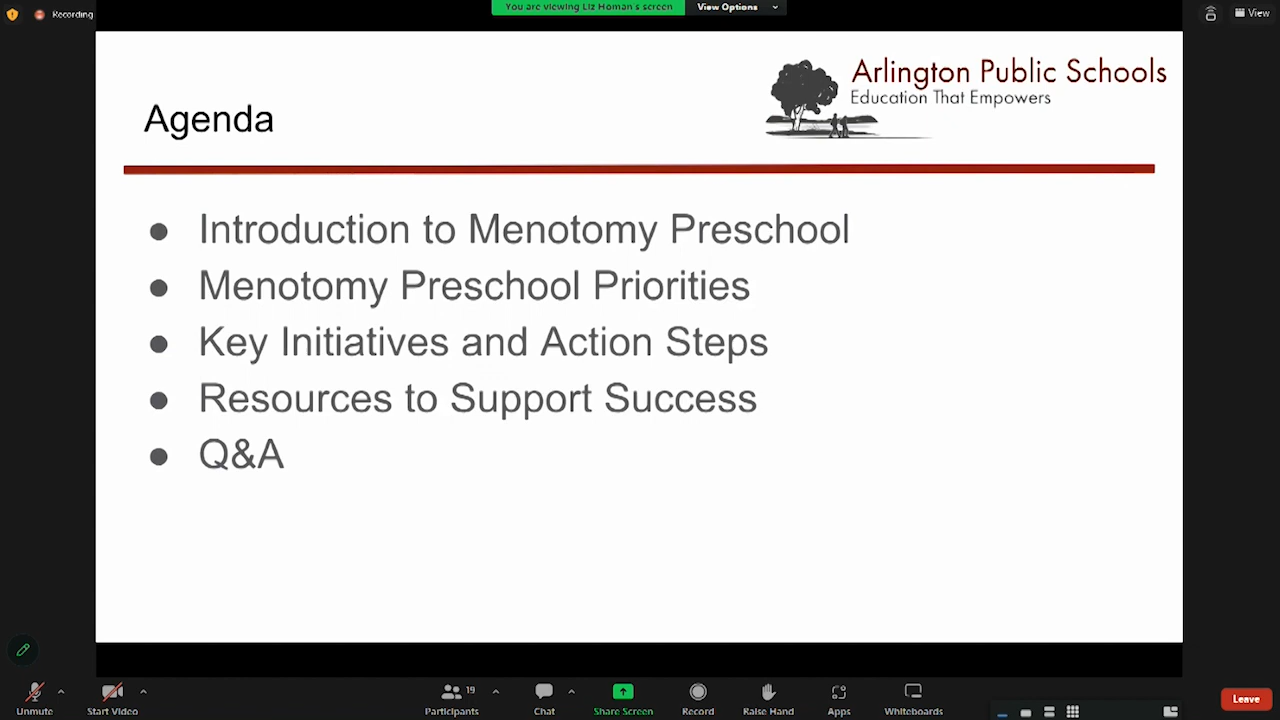 Recording
You are viewing Liz Homan's screen
View Options
View
Arlington Public Schools
Education That Empowers
Agenda
● Introduction to Menotomy Preschool
● Menotomy Preschool Priorities
● Key Initiatives and Action Steps
● Resources to Support Success
● Q&A
Unmute
Start Video
19
Participants
Chat
Share Screen
Record
Raise Hand
Apps
Whiteboards
Leave